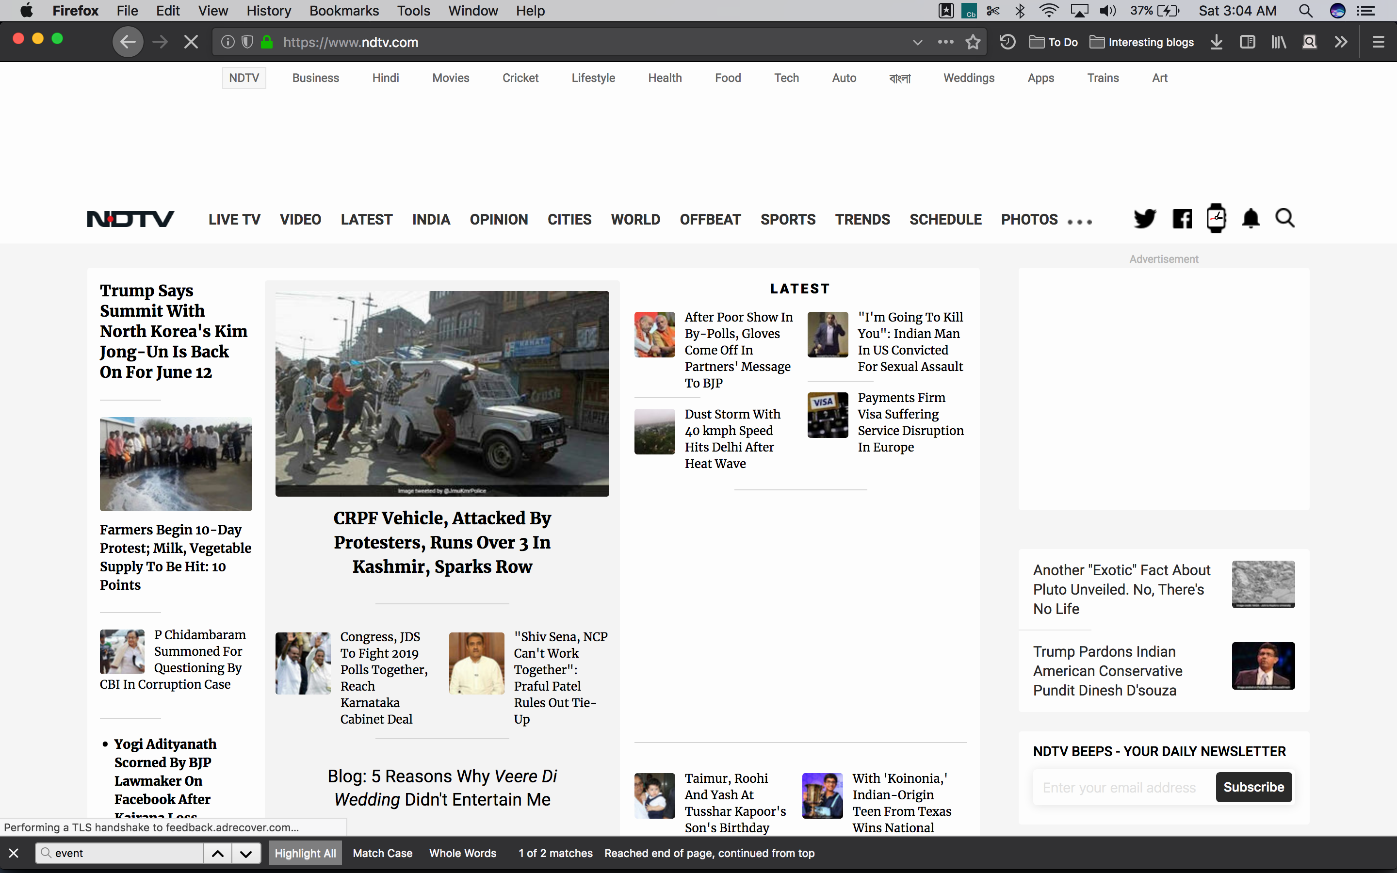 Firefox File Edit View History Bookmarks Tools Window Help
37% Sat 3:04 AM
https://www.ndtv.com
To Do Interesting blogs
NDTV Business Hindi Movies Cricket Lifestyle Health Food Tech Auto বাংলা Weddings Apps Trains Art
NDTV LIVE TV VIDEO LATEST INDIA OPINION CITIES WORLD OFFBEAT SPORTS TRENDS SCHEDULE PHOTOS
Advertisement
Trump Says
Summit With
North Korea's Kim
Jong-Un Is Back
On For June 12
Farmers Begin 10-Day
Protest; Milk, Vegetable
Supply To Be Hit: 10
Points
P Chidambaram
Summoned For
Questioning By
CBI In Corruption Case
• Yogi Adityanath
Scorned By BJP
Lawmaker On
Facebook After
Kairana Loss
Image tweeted by @JmuKmrPolice
CRPF Vehicle, Attacked By
Protesters, Runs Over 3 In
Kashmir, Sparks Row
Congress, JDS
To Fight 2019
Polls Together,
Reach
Karnataka
Cabinet Deal
"Shiv Sena, NCP
Can't Work
Together":
Praful Patel
Rules Out Tie-
Up
Blog: 5 Reasons Why Veere Di
Wedding Didn't Entertain Me
LATEST
After Poor Show In
By-Polls, Gloves
Come Off In
Partners' Message
To BJP
"I'm Going To Kill
You": Indian Man
In US Convicted
For Sexual Assault
Dust Storm With
40 kmph Speed
Hits Delhi After
Heat Wave
VISA
Payments Firm
Visa Suffering
Service Disruption
In Europe
Taimur, Roohi
And Yash At
Tusshar Kapoor's
Son's Birthday
With 'Koinonia,'
Indian-Origin
Teen From Texas
Wins National
Another "Exotic" Fact About
Pluto Unveiled. No, There's
No Life
Trump Pardons Indian
American Conservative
Pundit Dinesh D'souza
NDTV BEEPS - YOUR DAILY NEWSLETTER
Enter your email address Subscribe
Performing a TLS handshake to feedback.adrecover.com...
event Highlight All Match Case Whole Words 1 of 2 matches Reached end of page, continued from top